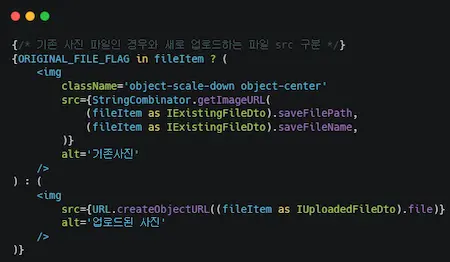 {/* 기존 사진 파일인 경우와 새로 업로드하는 파일 src 구분 */}
{ORIGINAL_FILE_FLAG in fileItem ? (
    <img
        className='object-scale-down object-center'
        src={StringCombinator.getImageURL(
            (fileItem as IExistingFileDto).saveFilePath,
            (fileItem as IExistingFileDto).saveFileName,
        )}
        alt='기존사진'
    />
) : (
    <img
        src={URL.createObjectURL((fileItem as IUploadedFileDto).file)}
        alt='업로드된 사진'
    />
)}